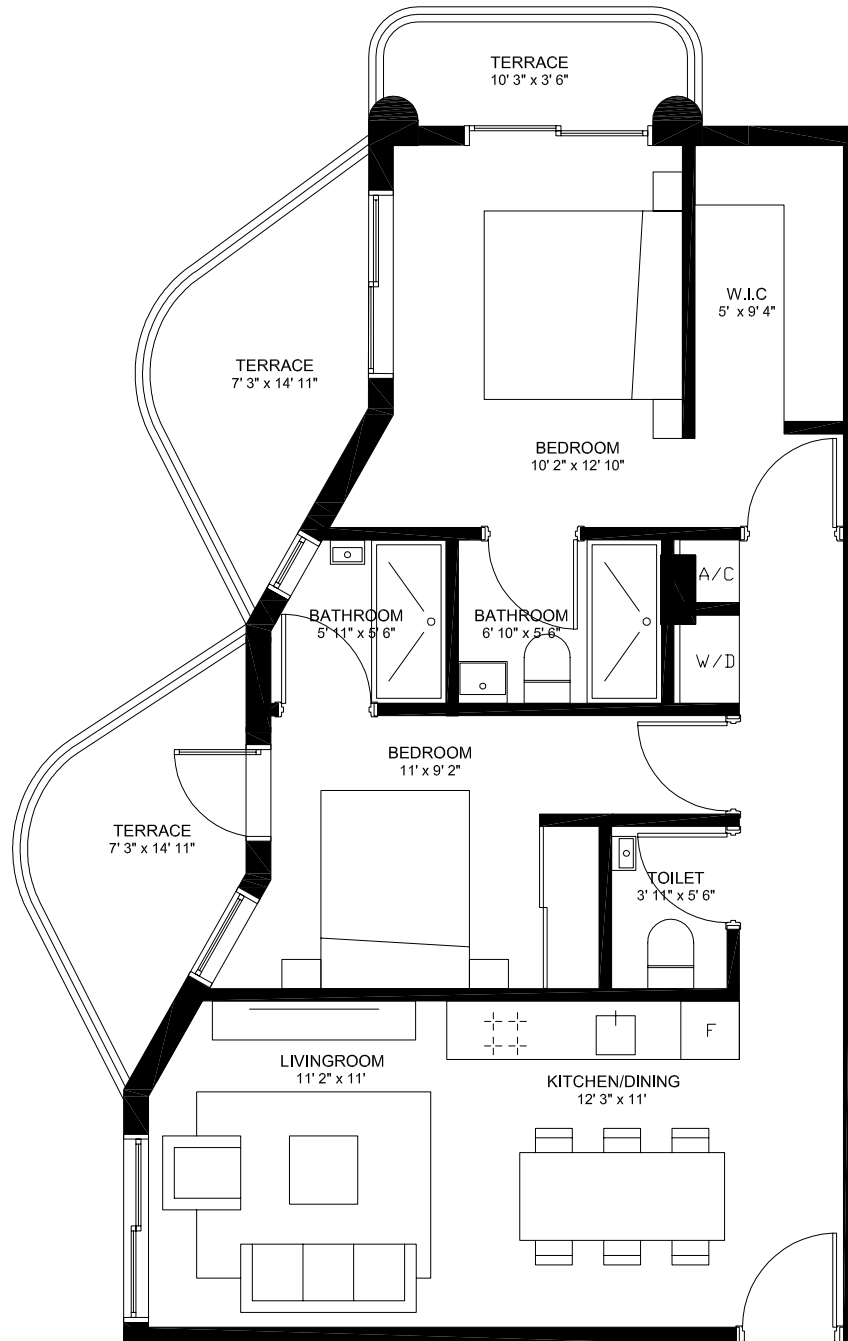 TERRACE
10' 3" x 3' 6"
W.I.C
5' x 9' 4"
TERRACE
7' 3" x 14' 11"
BEDROOM
10' 2" x 12' 10"
A/C
BATHROOM
5' 11" x 5' 6"
BATHROOM
6' 10" x 5' 6"
W/D
BEDROOM
11' x 9' 2"
TERRACE
7' 3" x 14' 11"
TOILET
3' 11" x 5' 6"
F
LIVINGROOM
11' 2" x 11'
KITCHEN/DINING
12' 3" x 11'